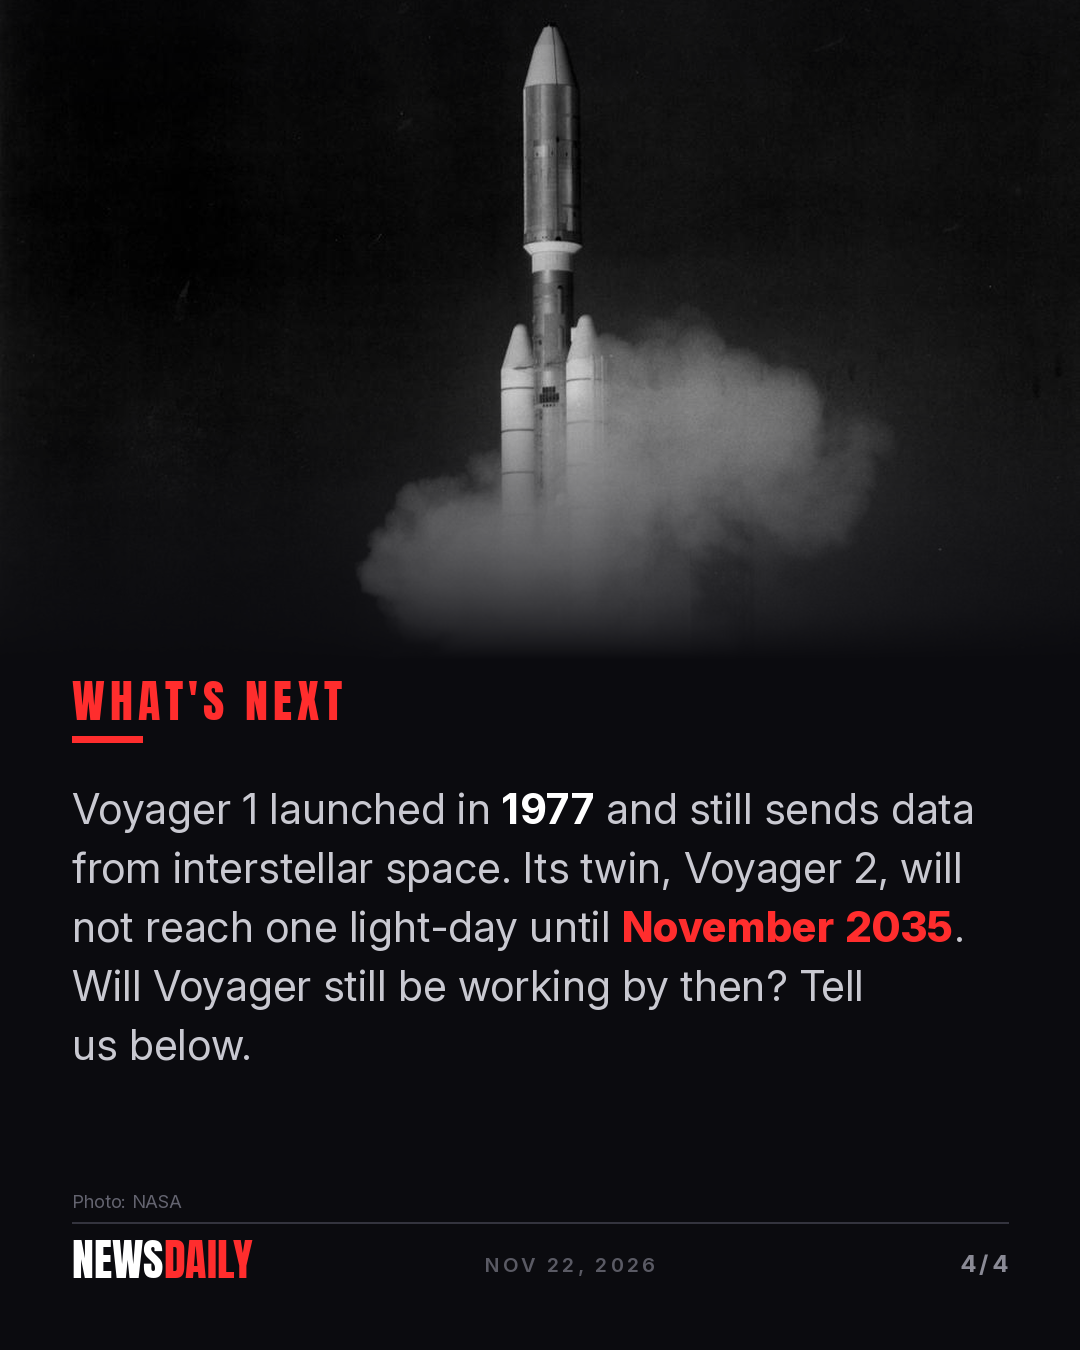 WHAT'S NEXT
Voyager 1 launched in 1977 and still sends data
from interstellar space. Its twin, Voyager 2, will
not reach one light-day until November 2035.
Will Voyager still be working by then? Tell
us below.
Photo: NASA
NEWSDAILY
NOV 22, 2026
4/4